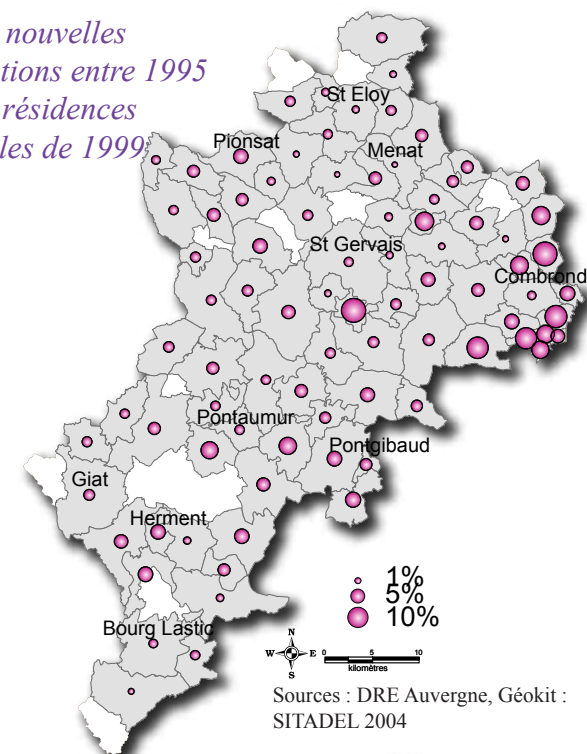 nouvelles
tions entre 1995
résidences
les de 1999
St Eloy
Pionsat
Menat
St Gervais
Combrond
Pontaumur
Pontgibaud
Giat
Herment
Bourg Lastic
1%
5%
10%
N
W E
S
0 5 10
kilomètres
Sources : DRE Auvergne, Géokit :
SITADEL 2004